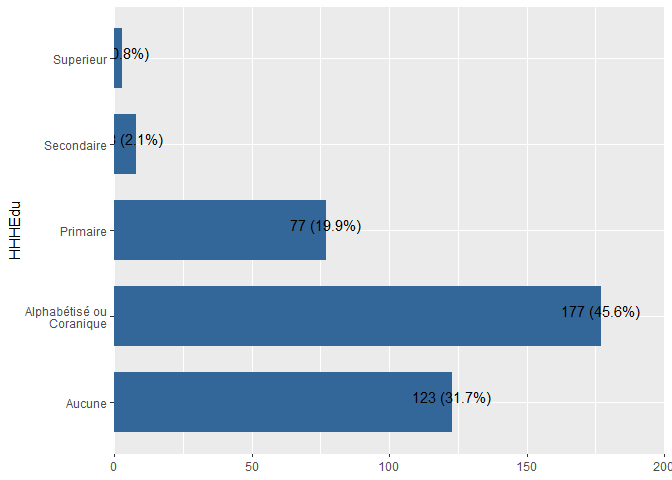 Superieur
0.8%)
Secondaire
(2.1%)
Primaire
77 (19.9%)
HHHEdu
Alphabétisé ou
Coranique
177 (45.6%)
Aucune
123 (31.7%)
0
50
100
150
200